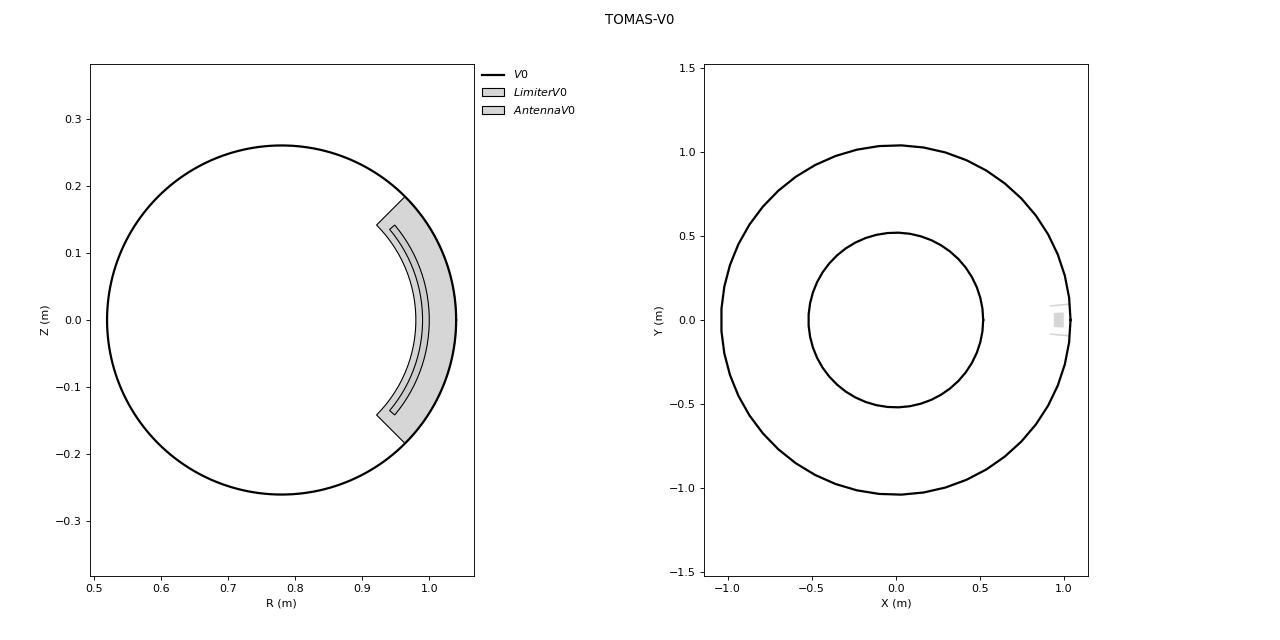 TOMAS-V0
V0
LimiterV0
AntennaV0
0.3
0.2
0.1
0.0
−0.1
−0.2
−0.3
Z (m)
0.5 0.6 0.7 0.8 0.9 1.0
R (m)
1.5
1.0
0.5
0.0
−0.5
−1.0
−1.5
Y (m)
−1.0 −0.5 0.0 0.5 1.0
X (m)